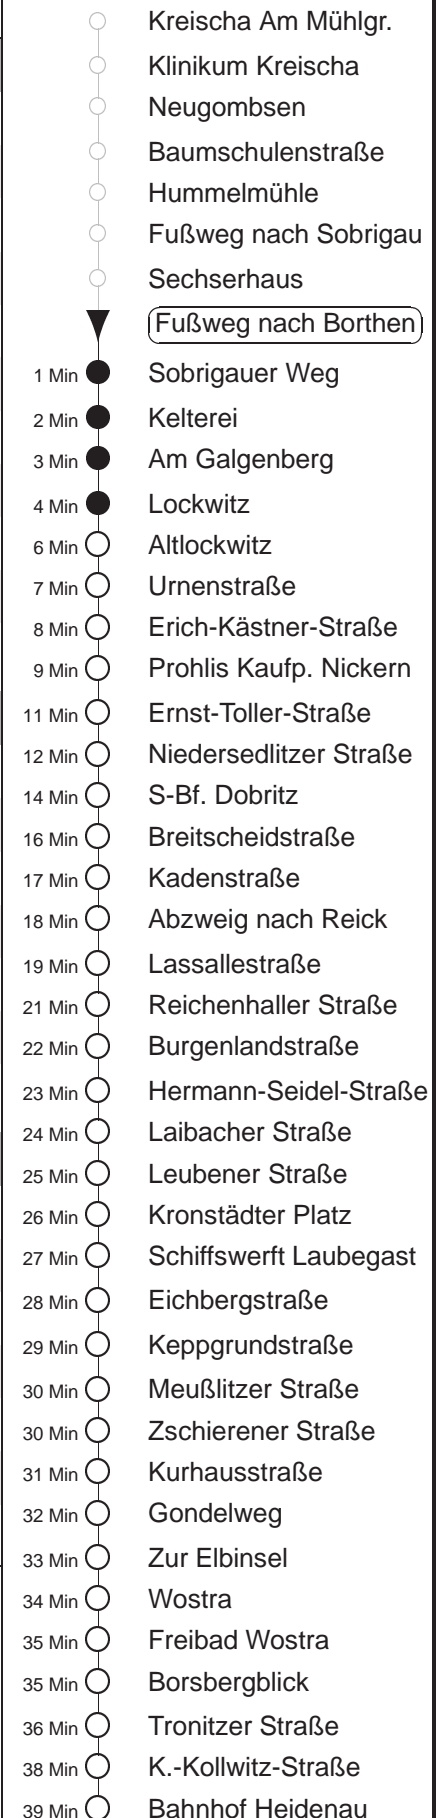 Kreischa Am Mühlgr.
Klinikum Kreischa
Neugombsen
Baumschulenstraße
Hummelmühle
Fußweg nach Sobrigau
Sechserhaus
Fußweg nach Borthen
1 Min Sobrigauer Weg
2 Min Kelterei
3 Min Am Galgenberg
4 Min Lockwitz
6 Min Altlockwitz
7 Min Urnenstraße
8 Min Erich-Kästner-Straße
9 Min Prohlis Kaufp. Nickern
11 Min Ernst-Toller-Straße
12 Min Niedersedlitzer Straße
14 Min S-Bf. Dobritz
16 Min Breitscheidstraße
17 Min Kadenstraße
18 Min Abzweig nach Reick
19 Min Lassallestraße
21 Min Reichenhaller Straße
22 Min Burgenlandstraße
23 Min Hermann-Seidel-Straße
24 Min Laibacher Straße
25 Min Leubener Straße
26 Min Kronstädter Platz
27 Min Schiffswerft Laubegast
28 Min Eichbergstraße
29 Min Keppgrundstraße
30 Min Meußlitzer Straße
30 Min Zschierener Straße
31 Min Kurhausstraße
32 Min Gondelweg
33 Min Zur Elbinsel
34 Min Wostra
35 Min Freibad Wostra
35 Min Borsbergblick
36 Min Tronitzer Straße
38 Min K.-Kollwitz-Straße
39 Min Bahnhof Heidenau